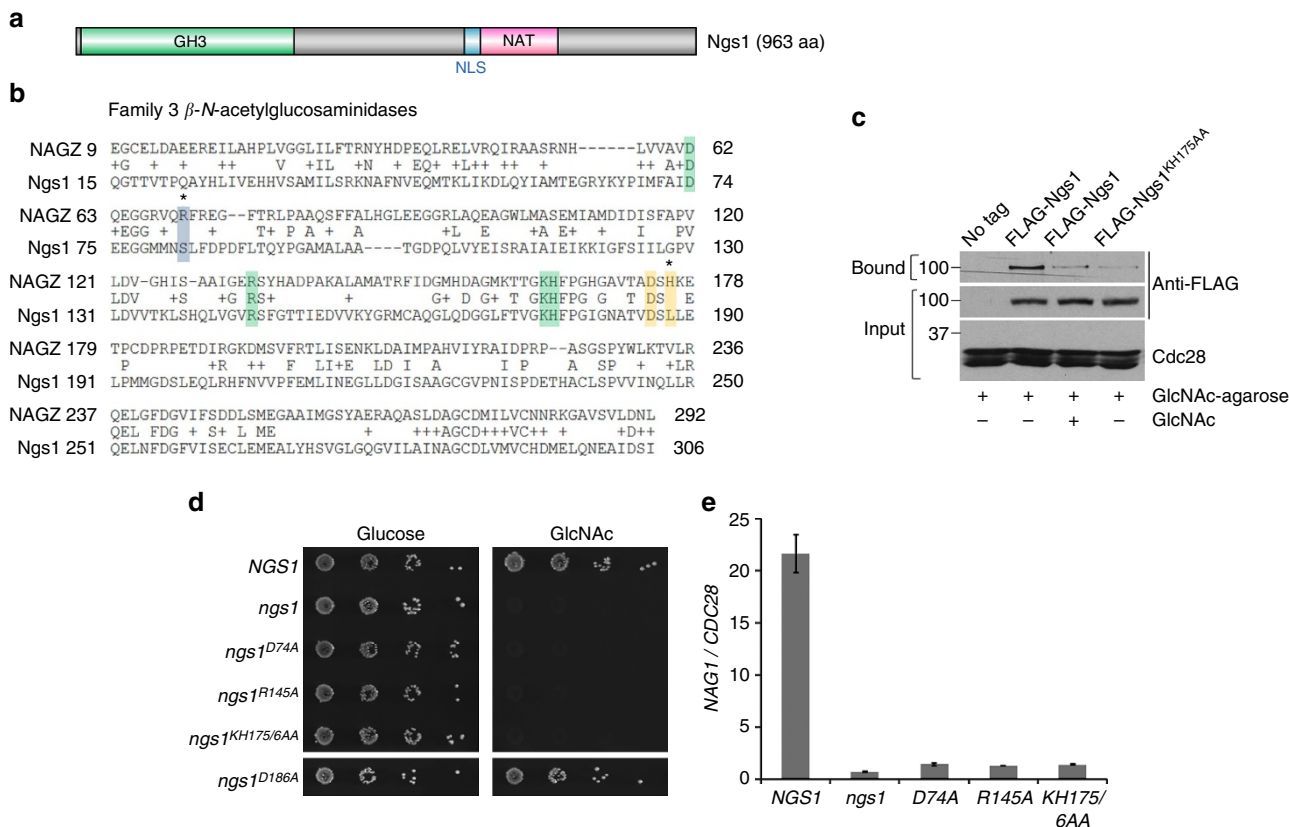 a
GH3
NAT
Ngs1 (963 aa)
NLS
b
Family 3 β-N-acetylglucosaminidases
NAGZ 9 EGCELDAEEREILAHPLVGGLILFTRNYHDPEQLRELVRQIRAASRNH------LVVAVD 62
+G + + ++ V +IL +N + EQ+L++ ++ + ++ A+D
Ngs1 15 QGTTVTPQAYHLIVEHHVSAMILSRKNAFNVEQMTKLIKDLQYIAMTEGRYKYPIMFAID 74
*
NAGZ 63 QEGGRVQRFREG--FTRLPAAQSFFALHGLEEGGRLAQEAGWLMASEMIAMDIDISFAPV 120
+EGG + F T+P A + A +L E +AE+ + I PV
Ngs1 75 EEGGMMNSLFDPDFLTQYPGAMALAA----TGDPQLVYEISRAIAIEIKKIGFSIILGPV 130
*
NAGZ 121 LDV-GHIS-AAIGERSYHADPAKALAMATRFIDGMHDAGMKTTGKHFPGHGAVTADSHKE 178
LDV +S G RS+ G+ D+ G+ T GKHFPG G T DS E
Ngs1 131 LDVVTKLSHQLVGVRSFGTTIEDVVKYGRMCAQGLQDGGLFTVGKHFPGIGNATVDSLLE 190
NAGZ 179 TPCDPRPETDIRGKDMSVFRTLISENKLDAIMPAHVIYRAIDPRP--ASGSPYWLKTVLR 236
P +R ++ F LI+E LD I A IP A SP + +LR
Ngs1 191 LPMMGDSLEQLRHFNVVPFEMLINEGLLDGISAAGCGVPNISPDETHACLSPVVINQLLR 250
NAGZ 237 QELGFDGVIFSDDLSMEGAAIMGSYAERAQASLDAGCDMILVCNNRKGAVSVLDNL 292
QEL FDG + S+ L ME + +++AGCD+++VC++ + +D++
Ngs1 251 QELNFDGFVISECLEMEALYHSVGLGQGVILAINAGCDLVMVCHDMELQNEAIDSI 306
c
No tag
FLAG-Ngs1
FLAG-Ngs1
FLAG-Ngs1KH175AA
Bound
100
100
Anti-FLAG
Input
37
Cdc28
+ + + + GlcNAc-agarose
– – + – GlcNAc
d
Glucose
GlcNAc
NGS1
ngs1
ngs1D74A
ngs1R145A
ngs1KH175/6AA
ngs1D186A
e
NAG1 / CDC28
25
20
15
10
5
0
NGS1
ngs1
D74A
R145A
KH175/
6AA